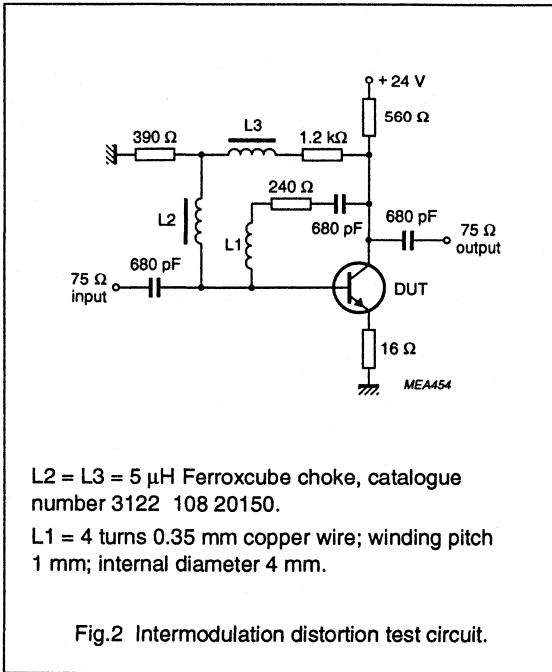 + 24 V
560 Ω
L3
390 Ω
1.2 kΩ
240 Ω
L2
680 pF
680 pF
L1
75 Ω
output
680 pF
75 Ω
input
DUT
16 Ω
MEA454
L2 = L3 = 5 μH Ferroxcube choke, catalogue
number 3122 108 20150.
L1 = 4 turns 0.35 mm copper wire; winding pitch
1 mm; internal diameter 4 mm.
Fig.2 Intermodulation distortion test circuit.